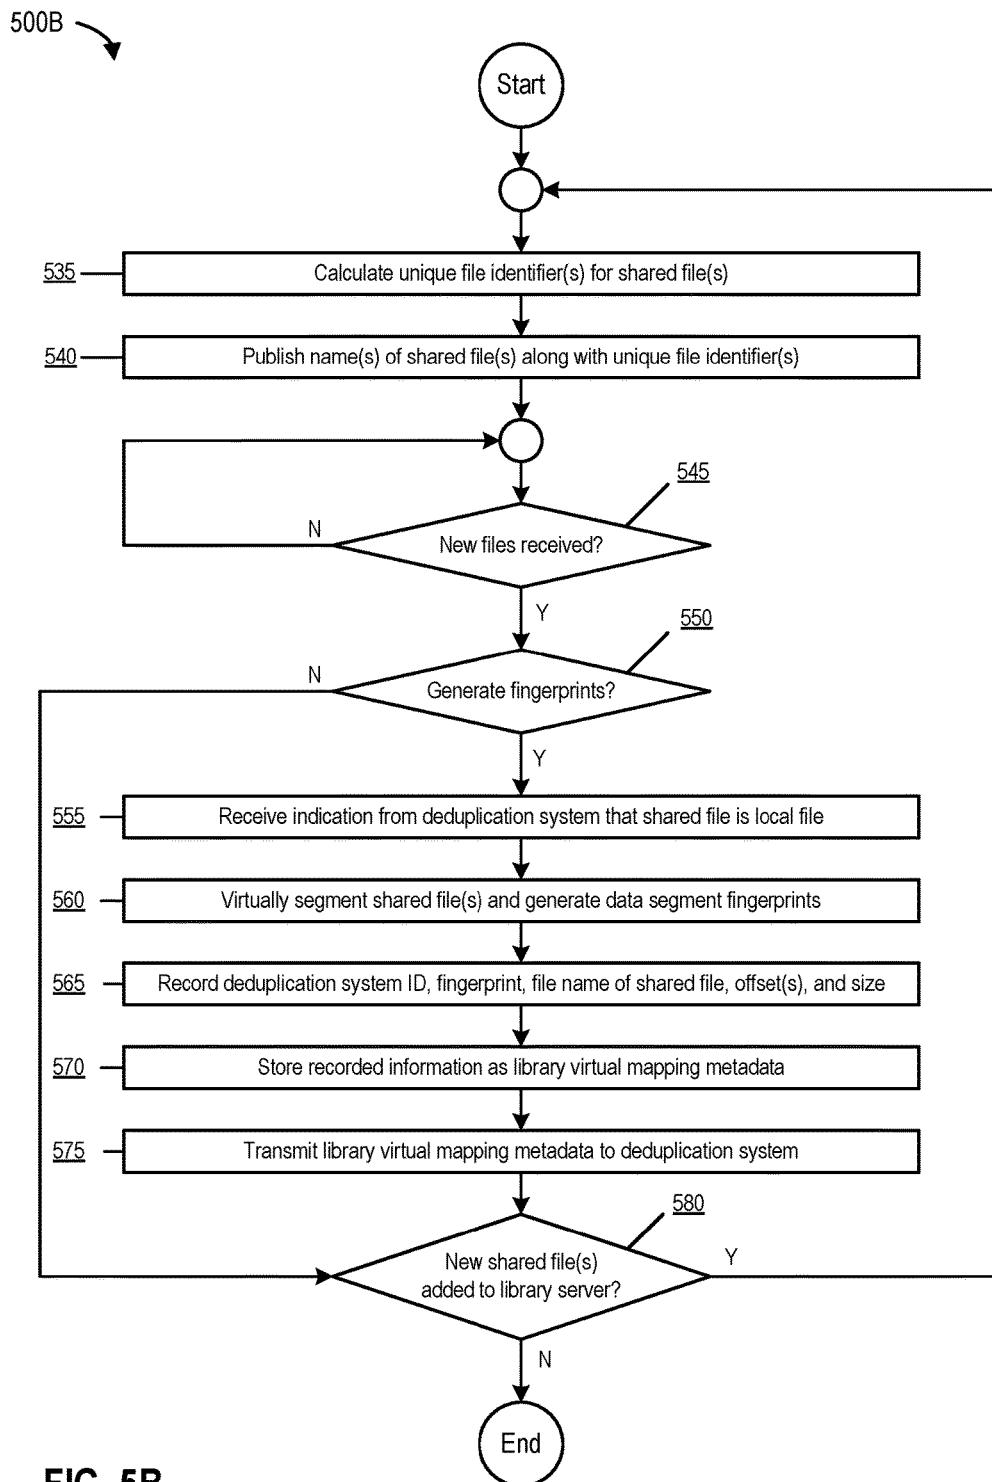 500B
Start
535
Calculate unique file identifier(s) for shared file(s)
540
Publish name(s) of shared file(s) along with unique file identifier(s)
545
N
New files received?
Y
550
N
Generate fingerprints?
Y
555
Receive indication from deduplication system that shared file is local file
560
Virtually segment shared file(s) and generate data segment fingerprints
565
Record deduplication system ID, fingerprint, file name of shared file, offset(s), and size
570
Store recorded information as library virtual mapping metadata
575
Transmit library virtual mapping metadata to deduplication system
580
New shared file(s)
added to library server?
Y
N
End
FIG. 5B